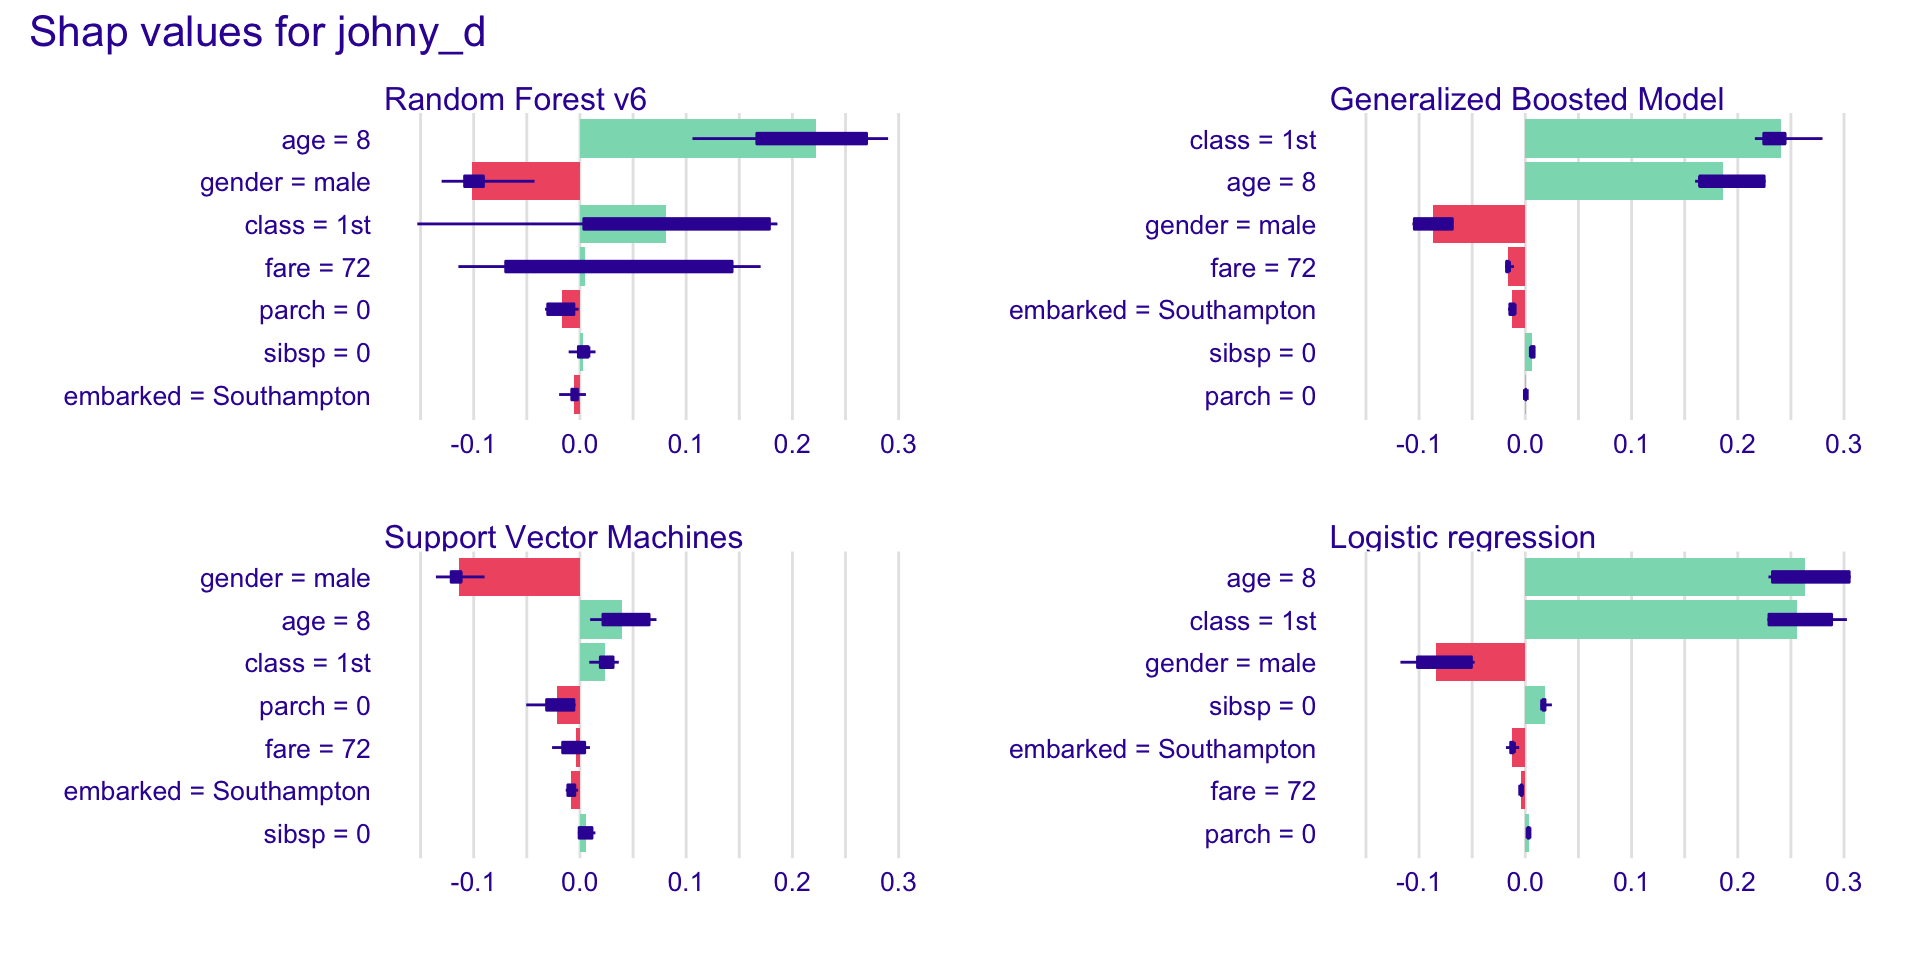 Shap values for johny_d
Random Forest v6
age = 8
gender = male
class = 1st
fare = 72
parch = 0
sibsp = 0
embarked = Southampton
-0.1 0.0 0.1 0.2 0.3
Generalized Boosted Model
class = 1st
age = 8
gender = male
fare = 72
embarked = Southampton
sibsp = 0
parch = 0
-0.1 0.0 0.1 0.2 0.3
Support Vector Machines
gender = male
age = 8
class = 1st
parch = 0
fare = 72
embarked = Southampton
sibsp = 0
-0.1 0.0 0.1 0.2 0.3
Logistic regression
age = 8
class = 1st
gender = male
sibsp = 0
embarked = Southampton
fare = 72
parch = 0
-0.1 0.0 0.1 0.2 0.3